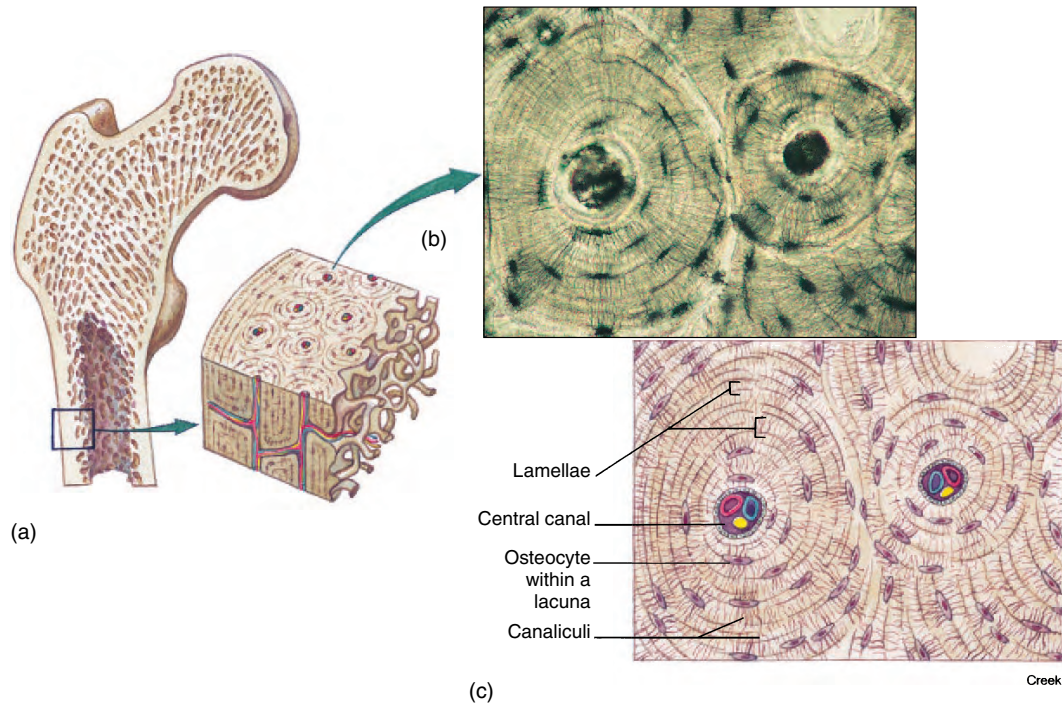 (b)
(a)
Lamellae
Central canal
Osteocyte
within a
lacuna
Canaliculi
(c)
Creek